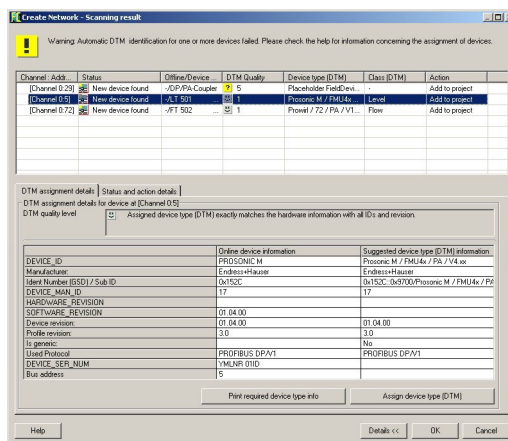 Create Network - Scanning result
Warning: Automatic DTM identification for one or more devices failed. Please check the help for information concerning the assignment of devices.
Channel : Addr... Status Offline/Device ... DTM Quality Device type (DTM) Class (DTM) Action
[Channel 0:29] New device found -/DP/PA-Coupler ? 5 Placeholder FieldDevi... - Add to project
[Channel 0:5] New device found -/LT 501 ... 1 Prosonic M / FMU4x ... Level Add to project
[Channel 0:72] New device found -/FT 502 ... 1 Prowirl / 72 / PA / V1... Flow Add to project
DTM assignment details Status and action details
DTM assignment details for device at [Channel 0:5]
DTM quality level Assigned device type (DTM) exactly matches the hardware information with all IDs and revision.
Online device information Suggested device type (DTM) information
DEVICE_ID PROSONIC M Prosonic M / FMU4x / PA / V4.xx
Manufacturer: Endress+Hauser Endress+Hauser
Ident Number (GSD) / Sub ID 0x152C 0x152C::0x9700/Prosonic M / FMU4x / PA
DEVICE_MAN_ID 17 17
HARDWARE_REVISION
SOFTWARE_REVISION 01.04.00
Device revision: 01.04.00 01.04.00
Profile revision: 3.0 3.0
Is generic: No
Used Protocol PROFIBUS DP/V1 PROFIBUS DP/V1
DEVICE_SER_NUM YMLNR 01ID
Bus address 5
Print required device type info Assign device type (DTM)
Help Details << OK Cancel